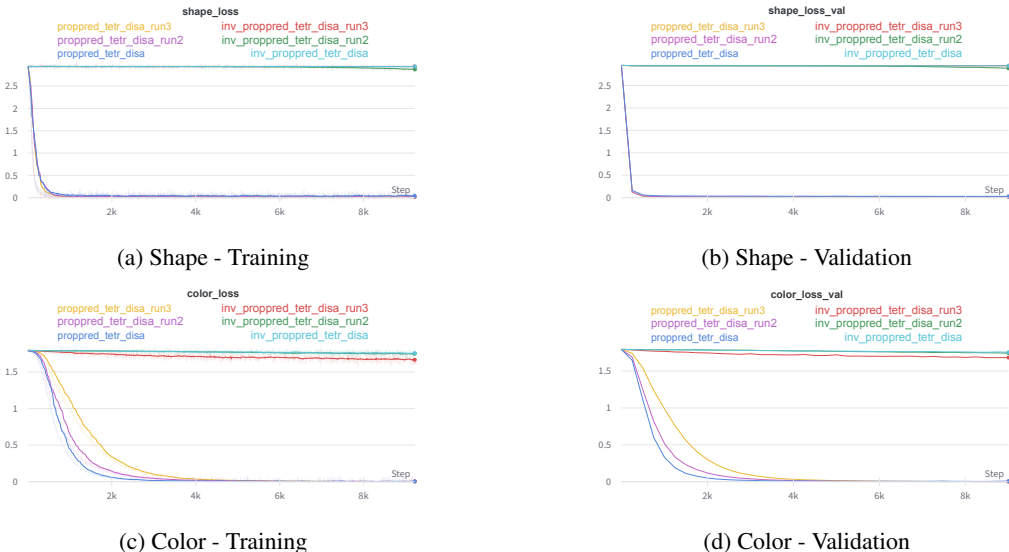 shape_loss
proppred_tetr_disa_run3 inv_proppred_tetr_disa_run3
proppred_tetr_disa_run2 inv_proppred_tetr_disa_run2
proppred_tetr_disa inv_proppred_tetr_disa
2.5
2
1.5
1
0.5
0
Step
2k 4k 6k 8k
(a) Shape - Training
shape_loss_val
proppred_tetr_disa_run3 inv_proppred_tetr_disa_run3
proppred_tetr_disa_run2 inv_proppred_tetr_disa_run2
proppred_tetr_disa inv_proppred_tetr_disa
2.5
2
1.5
1
0.5
0
Step
2k 4k 6k 8k
(b) Shape - Validation
color_loss
proppred_tetr_disa_run3 inv_proppred_tetr_disa_run3
proppred_tetr_disa_run2 inv_proppred_tetr_disa_run2
proppred_tetr_disa inv_proppred_tetr_disa
1.5
1
0.5
0
Step
2k 4k 6k 8k
(c) Color - Training
color_loss_val
proppred_tetr_disa_run3 inv_proppred_tetr_disa_run3
proppred_tetr_disa_run2 inv_proppred_tetr_disa_run2
proppred_tetr_disa inv_proppred_tetr_disa
1.5
1
0.5
0
Step
2k 4k 6k 8k
(d) Color - Validation